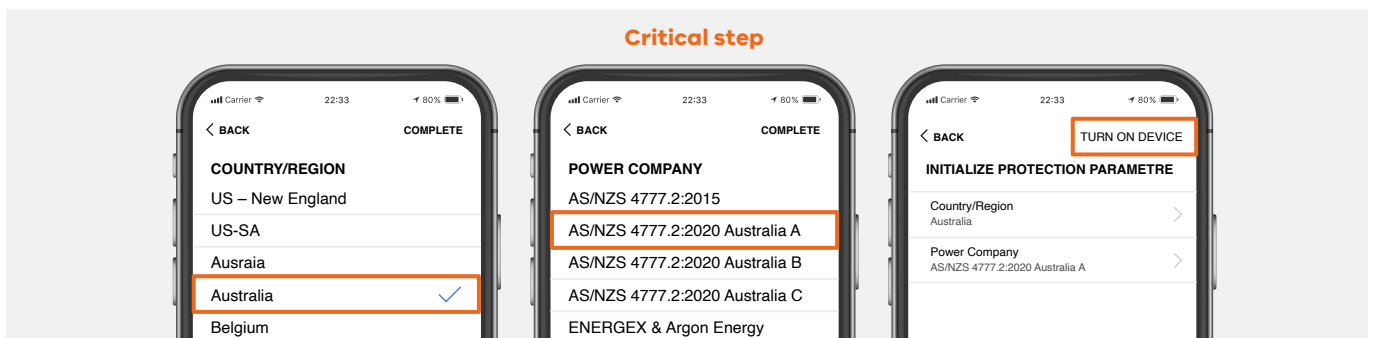 Critical step
Carrier 22:33 80%
BACK COMPLETE
COUNTRY/REGION
US – New England
US-SA
Ausraia
Australia
Belgium
Carrier 22:33 80%
BACK COMPLETE
POWER COMPANY
AS/NZS 4777.2:2015
AS/NZS 4777.2:2020 Australia A
AS/NZS 4777.2:2020 Australia B
AS/NZS 4777.2:2020 Australia C
ENERGEX & Argon Energy
Carrier 22:33 80%
BACK TURN ON DEVICE
INITIALIZE PROTECTION PARAMETRE
Country/Region
Australia
Power Company
AS/NZS 4777.2:2020 Australia A